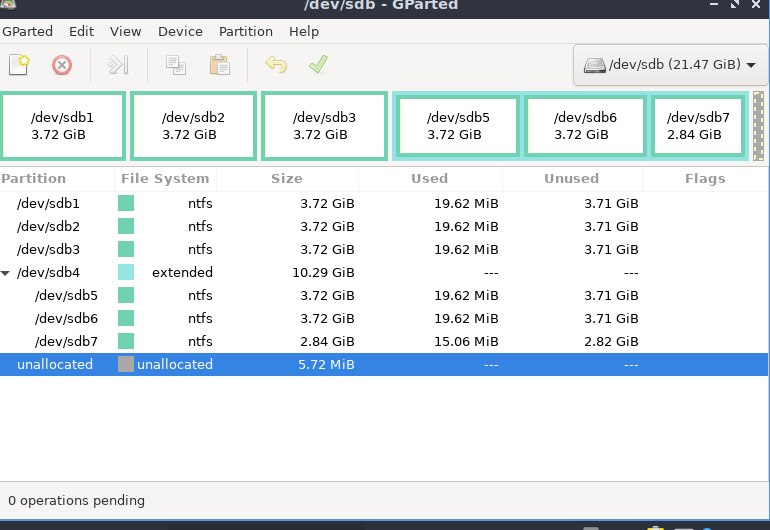 /dev/sdb - GParted
GParted Edit View Device Partition Help
/dev/sdb (21.47 GiB)
/dev/sdb1 /dev/sdb2 /dev/sdb3 /dev/sdb5 /dev/sdb6 /dev/sdb7
3.72 GiB 3.72 GiB 3.72 GiB 3.72 GiB 3.72 GiB 2.84 GiB
Partition File System Size Used Unused Flags
/dev/sdb1 ntfs 3.72 GiB 19.62 MiB 3.71 GiB
/dev/sdb2 ntfs 3.72 GiB 19.62 MiB 3.71 GiB
/dev/sdb3 ntfs 3.72 GiB 19.62 MiB 3.71 GiB
/dev/sdb4 extended 10.29 GiB --- ---
/dev/sdb5 ntfs 3.72 GiB 19.62 MiB 3.71 GiB
/dev/sdb6 ntfs 3.72 GiB 19.62 MiB 3.71 GiB
/dev/sdb7 ntfs 2.84 GiB 15.06 MiB 2.82 GiB
unallocated unallocated 5.72 MiB --- ---
0 operations pending